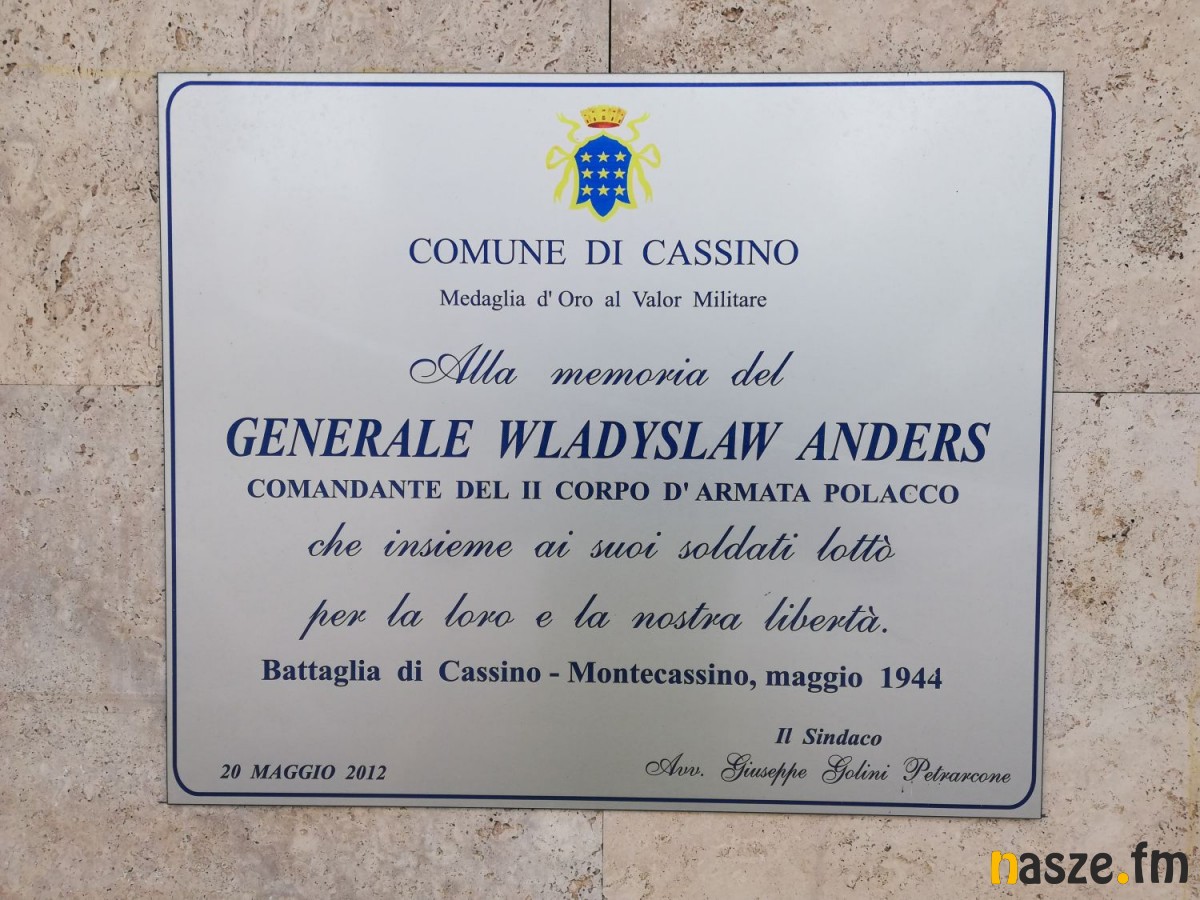 COMUNE DI CASSINO
Medaglia d' Oro al Valor Militare
Alla memoria del
GENERALE WLADYSLAW ANDERS
COMANDANTE DEL II CORPO D' ARMATA POLACCO
che insieme ai suoi soldati lottò
per la loro e la nostra libertà.
Battaglia di Cassino - Montecassino, maggio 1944
Il Sindaco
20 MAGGIO 2012 Avv. Giuseppe Golini Petrarcone
nasze.fm